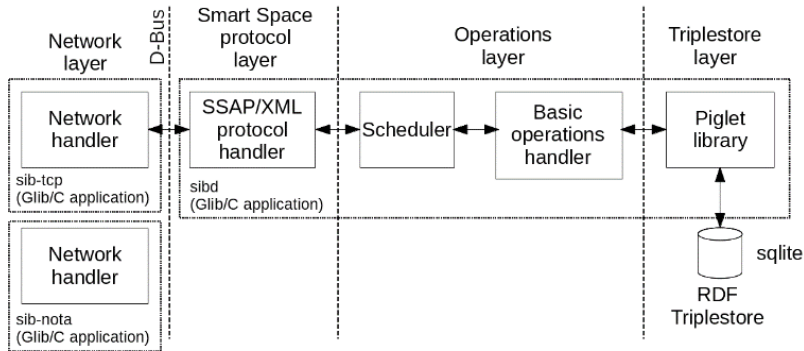 Network
layer
D-Bus
Smart Space
protocol
layer
Operations
layer
Triplestore
layer
Network
handler
sib-tcp
(Glib/C application)
SSAP/XML
protocol
handler
sibd
(Glib/C application)
Scheduler
Basic
operations
handler
Piglet
library
Network
handler
sib-nota
(Glib/C application)
sqlite
RDF
Triplestore